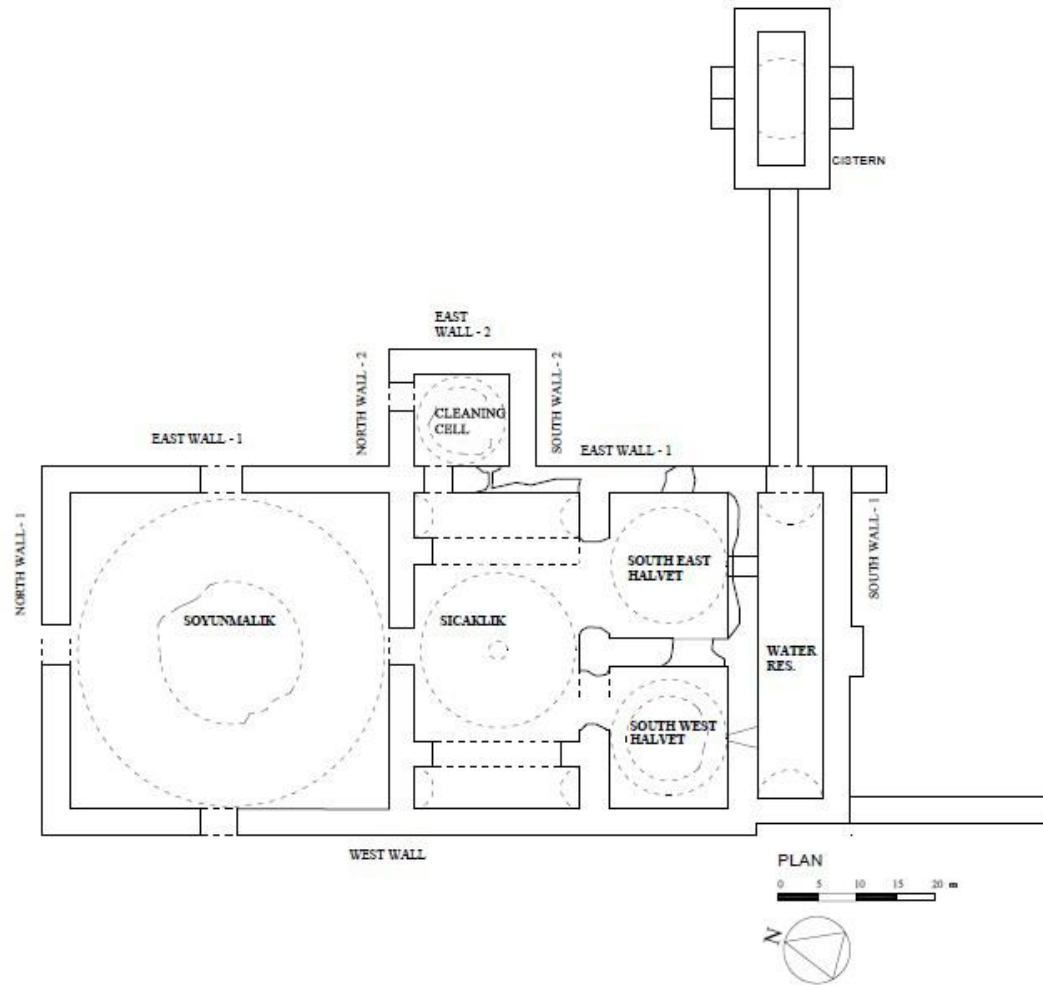 CISTERN
EAST
WALL - 2
NORTH WALL - 2
SOUTH WALL - 2
CLEANING
CELL
EAST WALL - 1
EAST WALL - 1
NORTH WALL - 1
SOUTH WALL - 1
SOYUNMALIK
SICAKLIK
SOUTH EAST
HALVET
WATER
RES.
SOUTH WEST
HALVET
WEST WALL
PLAN
0 5 10 15 20 m
N